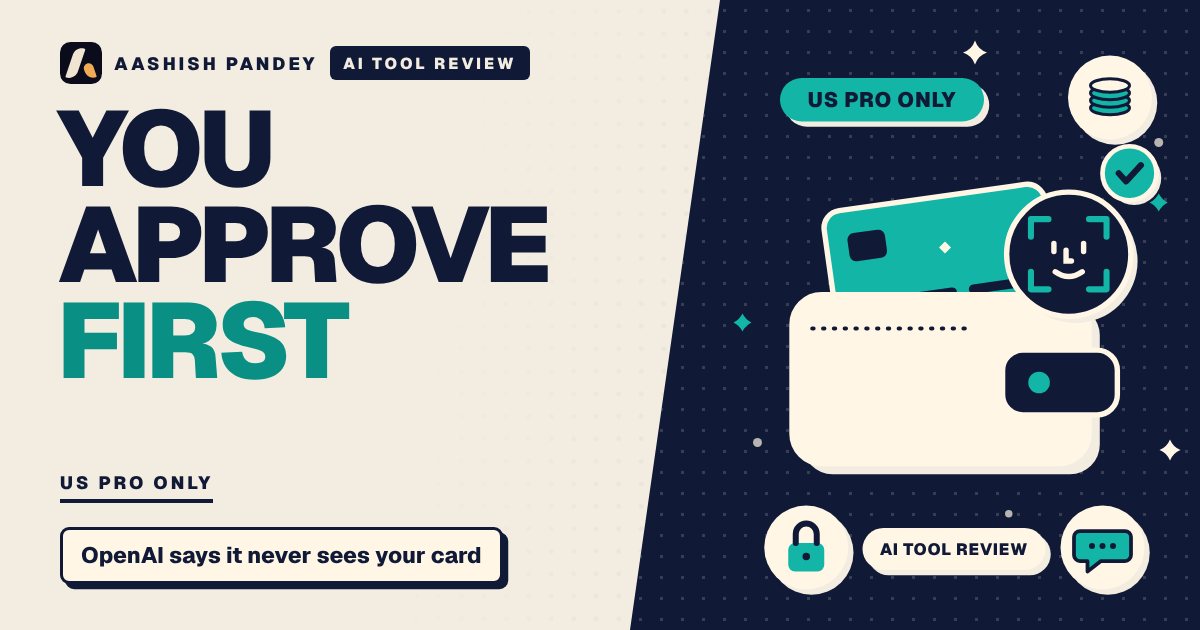 AASHISH PANDEY
AI TOOL REVIEW
YOU
APPROVE
FIRST
US PRO ONLY
OpenAI says it never sees your card
US PRO ONLY
AI TOOL REVIEW